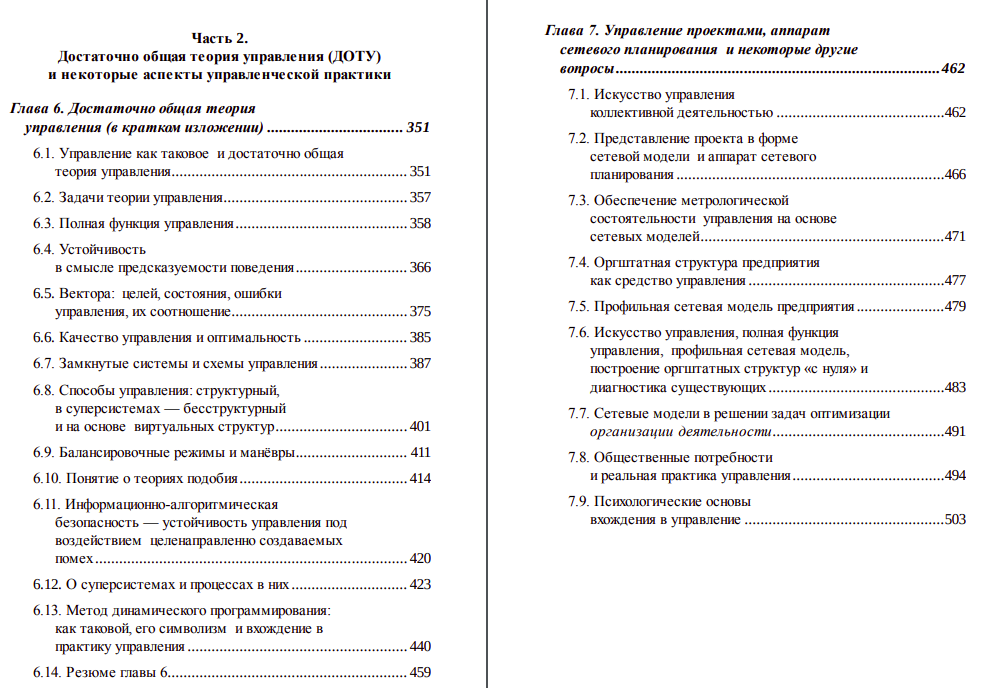 Часть 2.
Достаточно общая теория управления (ДОТУ)
и некоторые аспекты управленческой практики
Глава 6. Достаточно общая теория
управления (в кратком изложении) ................................. 351
6.1. Управление как таковое и достаточно общая
теория управления.......................................................... 351
6.2. Задачи теории управления............................................. 357
6.3. Полная функция управления.......................................... 358
6.4. Устойчивость
в смысле предсказуемости поведения........................... 366
6.5. Вектора: целей, состояния, ошибки
управления, их соотношение........................................... 375
6.6. Качество управления и оптимальность ......................... 385
6.7. Замкнутые системы и схемы управления..................... 387
6.8. Способы управления: структурный,
в суперсистемах — бесструктурный
и на основе виртуальных структур................................ 401
6.9. Балансировочные режимы и манёвры........................... 411
6.10. Понятие о теориях подобия......................................... 414
6.11. Информационно-алгоритмическая
безопасность — устойчивость управления под
воздействием целенаправленно создаваемых
помех............................................................................. 420
6.12. О суперсистемах и процессах в них............................ 423
6.13. Метод динамического программирования:
как таковой, его символизм и вхождение в
практику управления ..................................................... 440
6.14. Резюме главы 6........................................................... 459
Глава 7. Управление проектами, аппарат
сетевого планирования и некоторые другие
вопросы................................................................................462
7.1. Искусство управления
коллективной деятельностью .........................................462
7.2. Представление проекта в форме
сетевой модели и аппарат сетевого
планирования ..................................................................466
7.3. Обеспечение метрологической
состоятельности управления на основе
сетевых моделей............................................................471
7.4. Оргштатная структура предприятия
как средство управления ................................................477
7.5. Профильная сетевая модель предприятия .....................479
7.6. Искусство управления, полная функция
управления, профильная сетевая модель,
построение оргштатных структур «с нуля» и
диагностика существующих ...........................................483
7.7. Сетевые модели в решении задач оптимизации
организации деятельности..........................................491
7.8. Общественные потребности
и реальная практика управления.....................................494
7.9. Психологические основы
вхождения в управление .................................................503